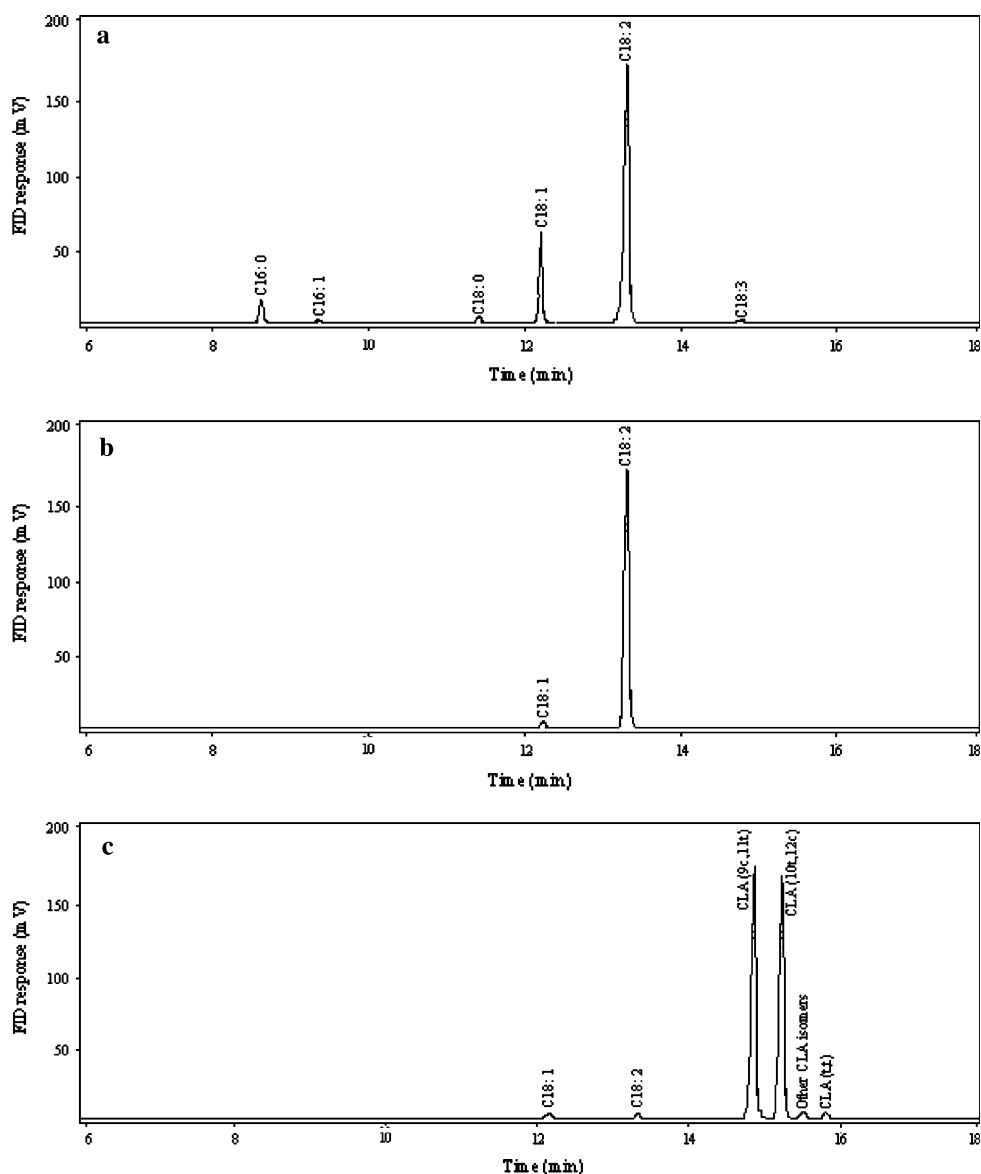 a
FID response (mV)
200
150
100
50
C16:0
C16:1
C18:0
C18:1
C18:2
C18:3
6 8 10 12 14 16 18
Time (min)
b
FID response (mV)
200
150
100
50
C18:1
C18:2
6 8 10 12 14 16 18
Time (min)
c
FID response (mV)
200
150
100
50
C18:1
C18:2
CLA (9c,11t)
CLA (10t,12c)
Other CLA isomers
CLA (t,t)
6 8 10 12 14 16 18
Time (min)